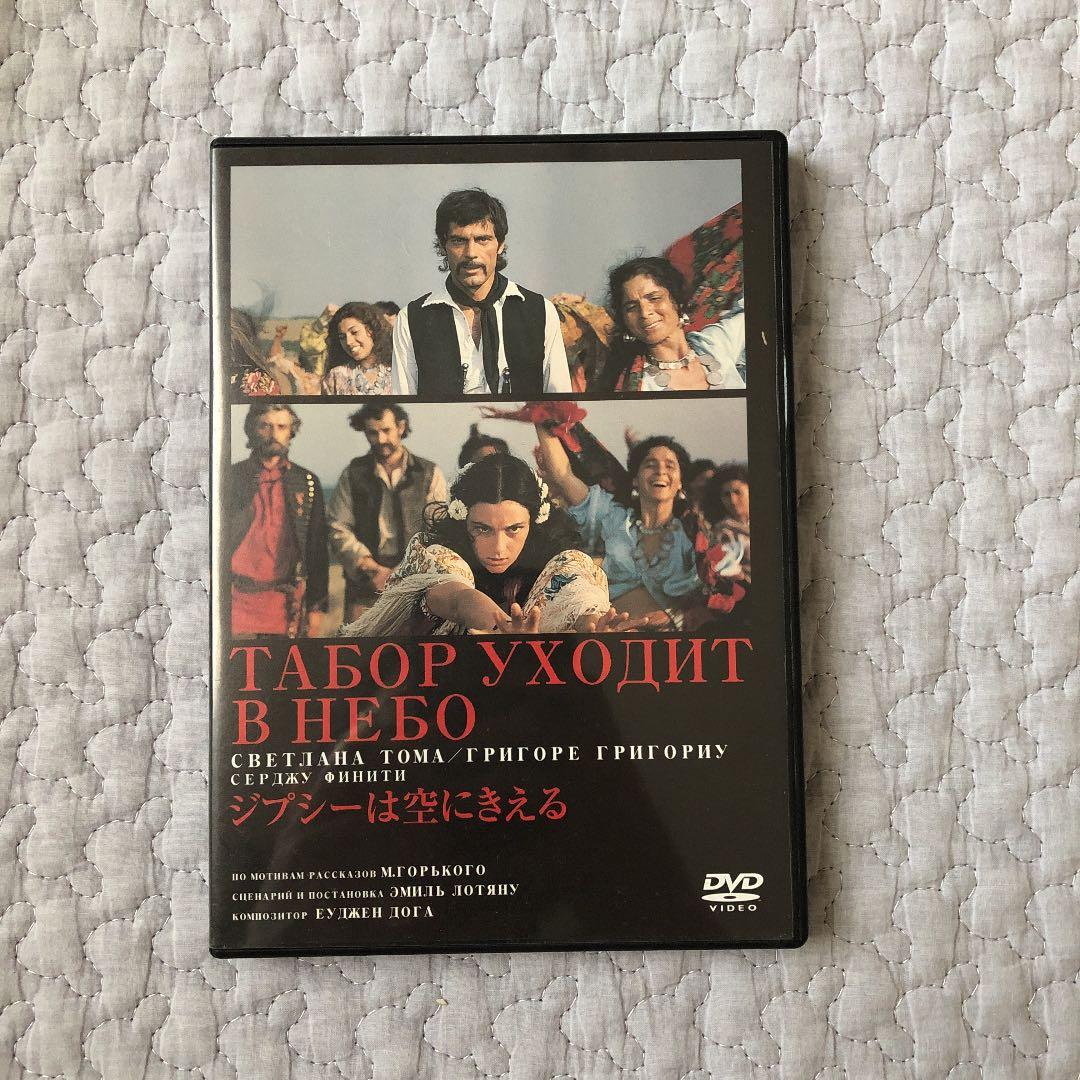 ТАБОР УХОДИТ
В НЕБО
СВЕТЛАНА ТОМА/ГРИГОРЕ ГРИГОРИУ
СЕРДЖУ ФИНИТИ
ジプシーは空にきえる
ПО МОТИВАМ РАССКАЗОВ М.ГОРЬКОГО
СЦЕНАРИЙ И ПОСТАНОВКА ЭМИЛЬ ЛОТЯНУ
КОМПОЗИТОР ЕУДЖЕН ДОГА
DVD
VIDEO